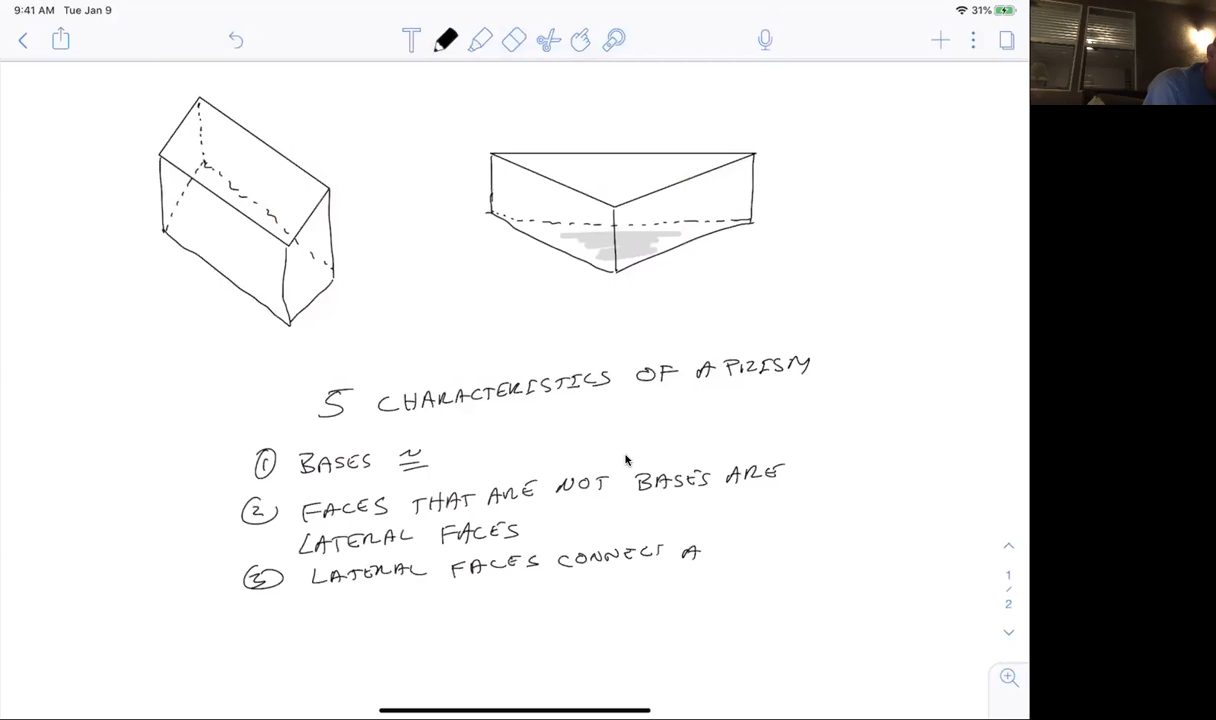 9:41 AM Tue Jan 9
31%
T
5 CHARACTERISTICS OF A PRISM
① BASES ≅
② FACES THAT ARE NOT BASES ARE
LATERAL FACES
③ LATERAL FACES CONNECT A
1
/
2